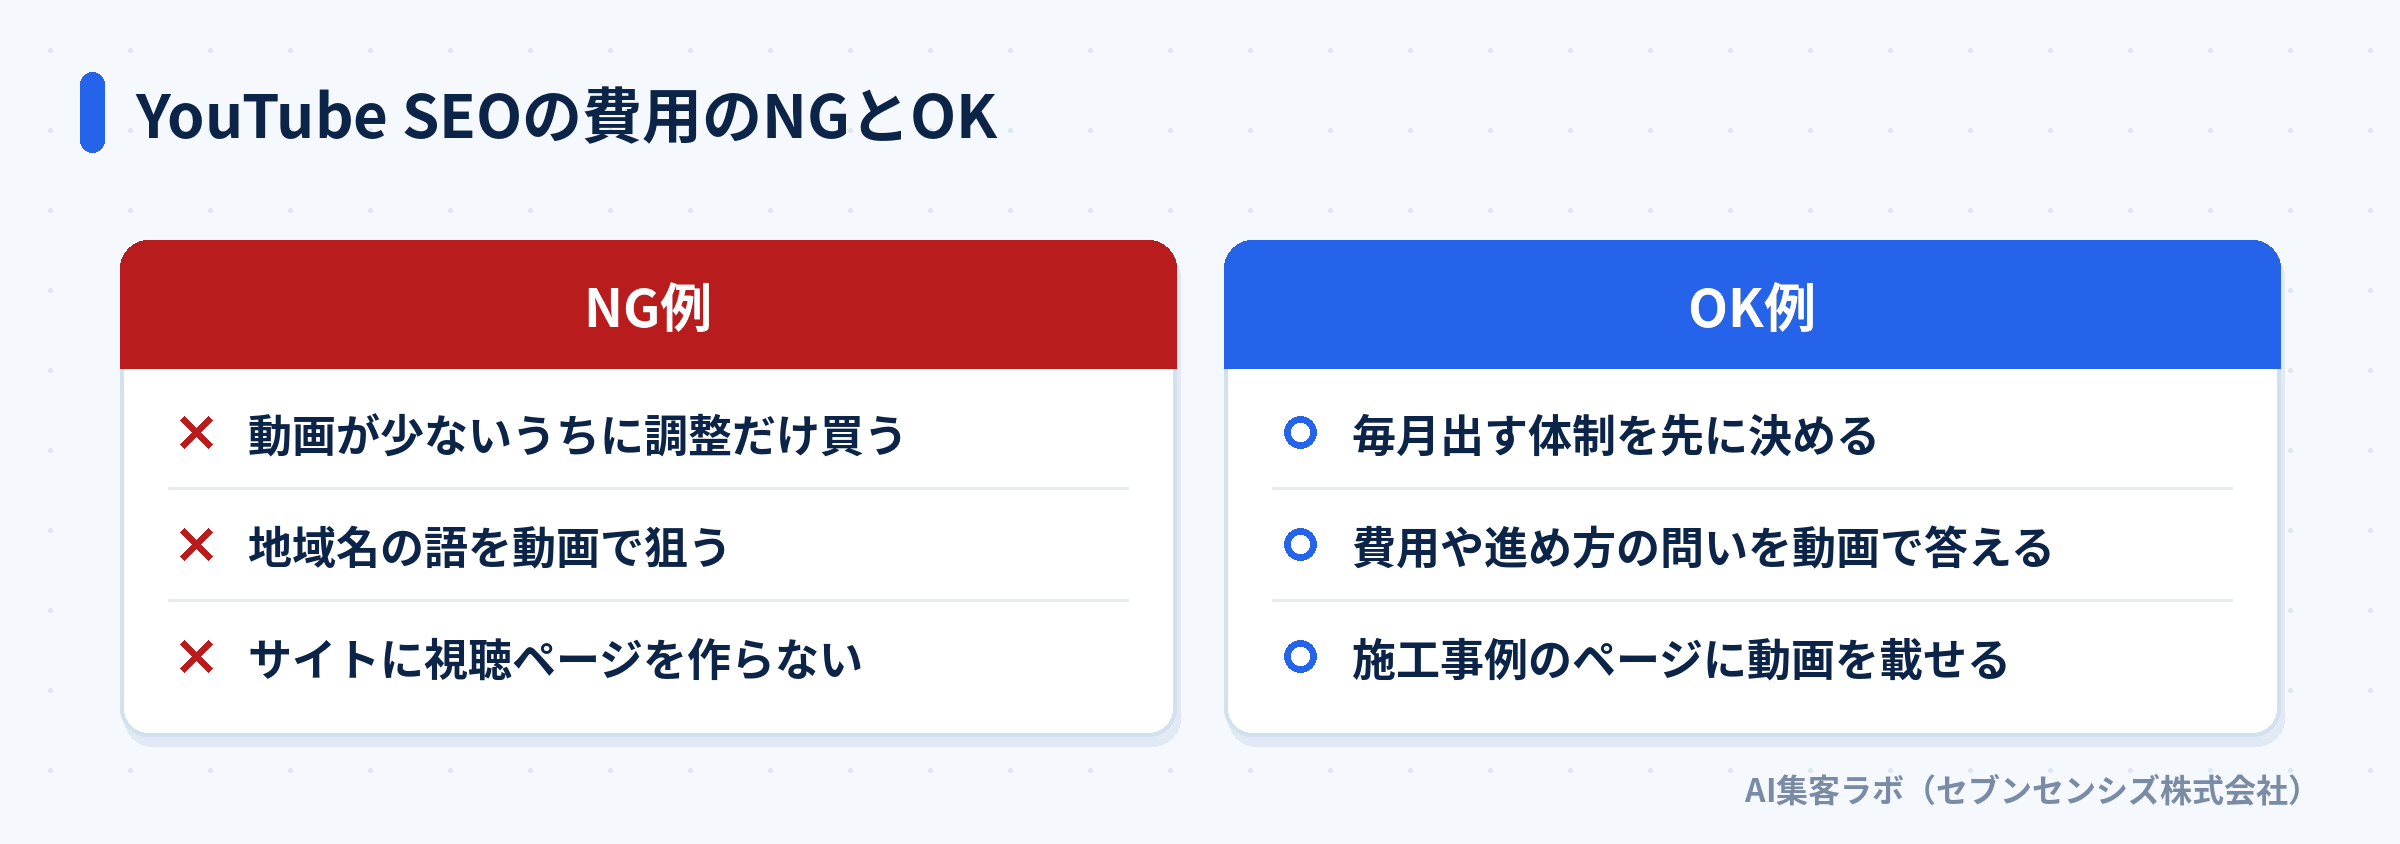 YouTube SEOの費用のNGとOK
NG例
動画が少ないうちに調整だけ買う
地域名の語を動画で狙う
サイトに視聴ページを作らない
OK例
毎月出す体制を先に決める
費用や進め方の問いを動画で答える
施工事例のページに動画を載せる
AI集客ラボ（セブンセンシズ株式会社）